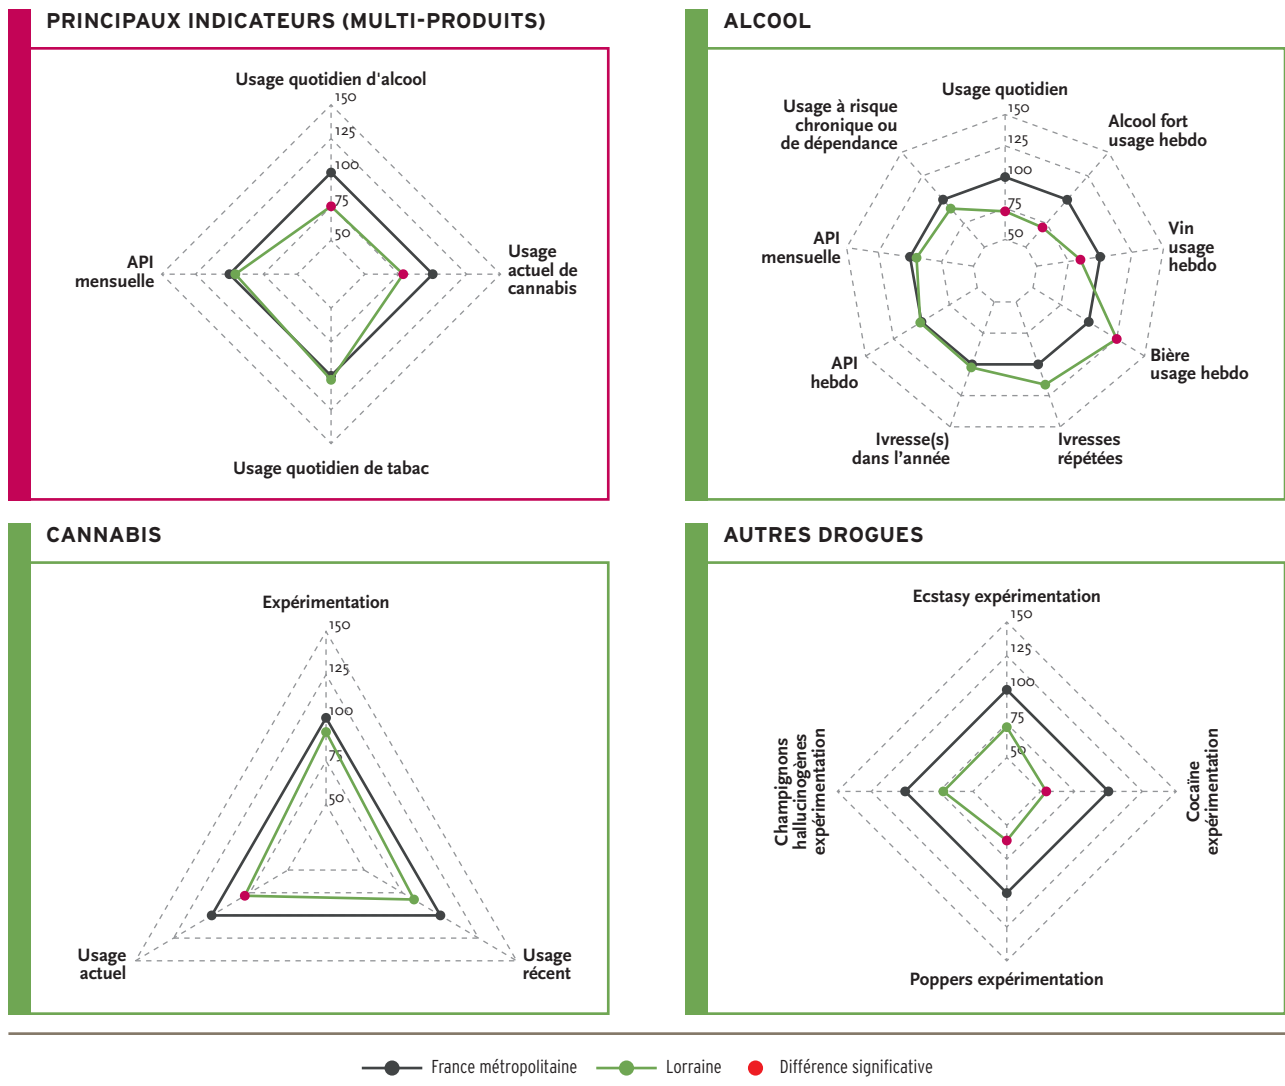 PRINCIPAUX INDICATEURS (MULTI-PRODUITS)
Usage quotidien d'alcool
150
125
100
75
50
Usage
actuel de
cannabis
API
mensuelle
Usage quotidien de tabac
ALCOOL
Usage quotidien
150
125
100
75
50
Alcool fort
usage hebdo
Vin
usage
hebdo
Bière
usage hebdo
Ivresses
répétées
Ivresse(s)
dans l'année
API
hebdo
API
mensuelle
Usage à risque
chronique ou
de dépendance
CANNABIS
Expérimentation
150
125
100
75
50
Usage
actuel
Usage
récent
AUTRES DROGUES
Ecstasy expérimentation
150
125
100
75
50
Champignons
hallucinogènes
expérimentation
Cocaïne
expérimentation
Poppers expérimentation
France métropolitaine
Lorraine
Différence significative